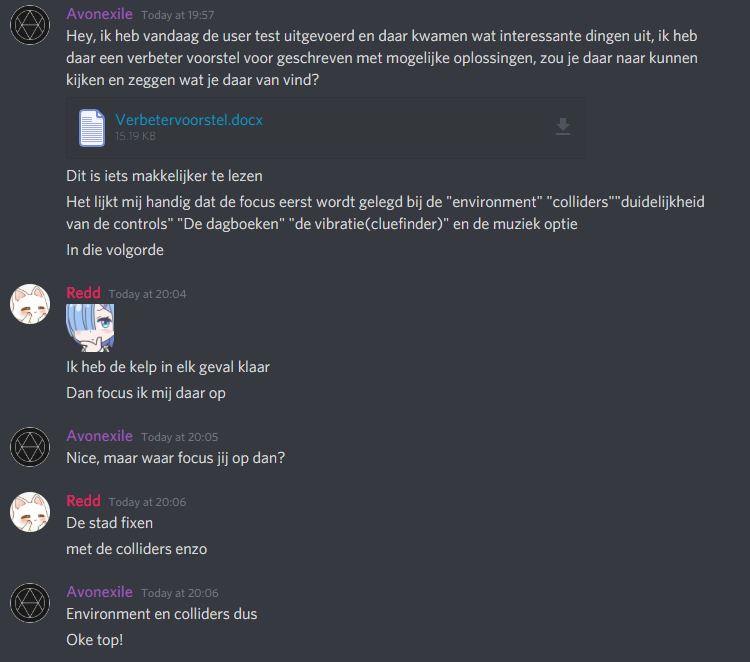 Avonexile Today at 19:57
Hey, ik heb vandaag de user test uitgevoerd en daar kwamen wat interessante dingen uit, ik heb
daar een verbeter voorstel voor geschreven met mogelijke oplossingen, zou je daar naar kunnen
kijken en zeggen wat je daar van vind?
Verbetervoorstel.docx
15.19 KB
Dit is iets makkelijker te lezen
Het lijkt mij handig dat de focus eerst wordt gelegd bij de "environment" "colliders""duidelijkheid
van de controls" "De dagboeken" "de vibratie(cluefinder)" en de muziek optie
In die volgorde
Redd Today at 20:04
Ik heb de kelp in elk geval klaar
Dan focus ik mij daar op
Avonexile Today at 20:05
Nice, maar waar focus jij op dan?
Redd Today at 20:06
De stad fixen
met de colliders enzo
Avonexile Today at 20:06
Environment en colliders dus
Oke top!